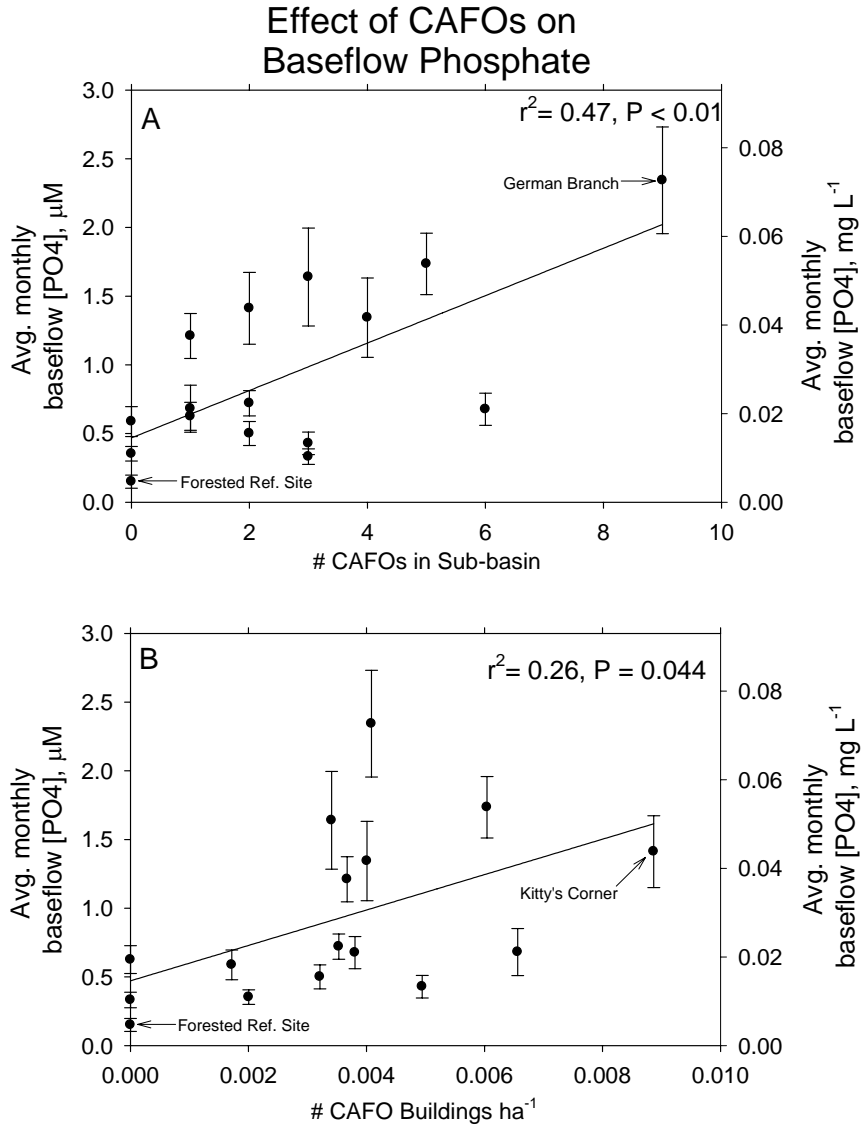 Effect of CAFOs on
Baseflow Phosphate
A
r²= 0.47, P < 0.01
3.0
2.5
2.0
1.5
1.0
0.5
0.0
Avg. monthly
baseflow [PO4], μM
German Branch
Forested Ref. Site
0.08
0.06
0.04
0.02
0.00
Avg. monthly
baseflow [PO4], mg L⁻¹
0 2 4 6 8 10
# CAFOs in Sub-basin
B
r²= 0.26, P = 0.044
3.0
2.5
2.0
1.5
1.0
0.5
0.0
Avg. monthly
baseflow [PO4], μM
Kitty's Corner
Forested Ref. Site
0.08
0.06
0.04
0.02
0.00
Avg. monthly
baseflow [PO4], mg L⁻¹
0.000 0.002 0.004 0.006 0.008 0.010
# CAFO Buildings ha⁻¹